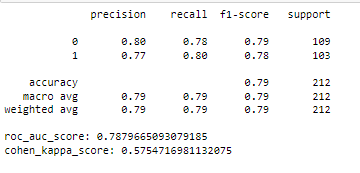 precision recall f1-score support
0 0.80 0.78 0.79 109
1 0.77 0.80 0.78 103
accuracy 0.79 212
macro avg 0.79 0.79 0.79 212
weighted avg 0.79 0.79 0.79 212
roc_auc_score: 0.7879665093079185
cohen_kappa_score: 0.5754716981132075